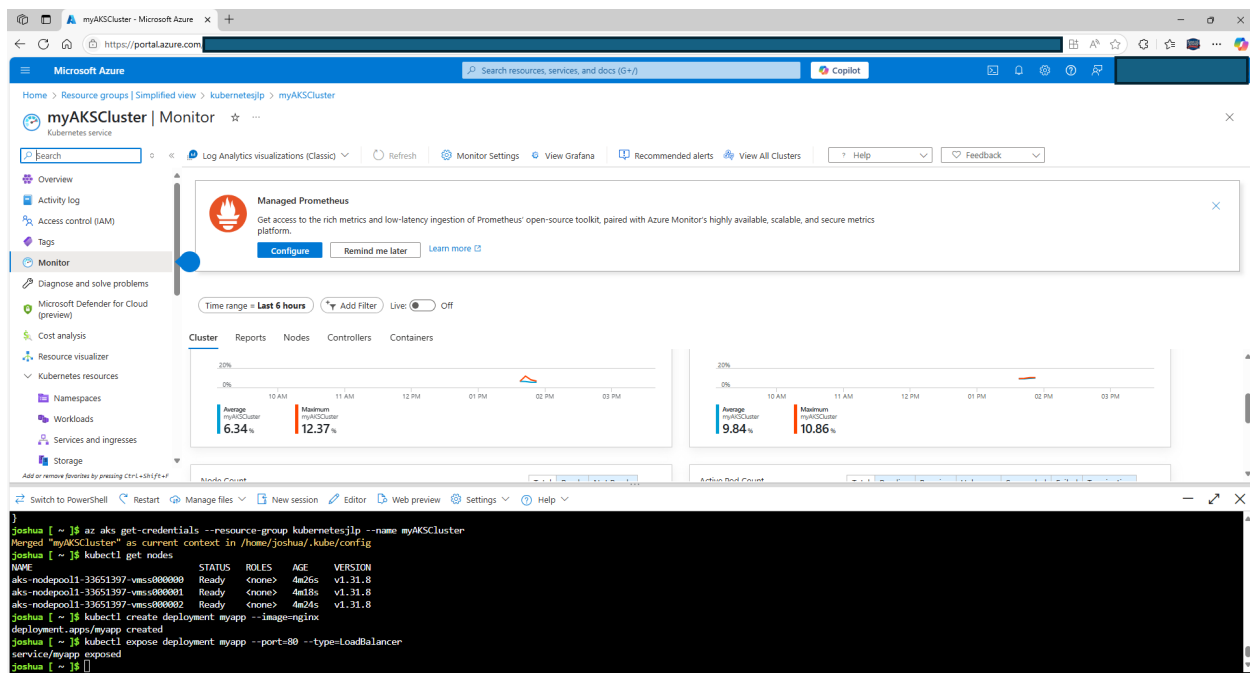 myAKSCluster - Microsoft Azure
https://portal.azure.com/
Microsoft Azure
Search resources, services, and docs (G+/)
Copilot
Home > Resource groups | Simplified view > kubernetesjlp > myAKSCluster
myAKSCluster | Monitor
Kubernetes service
Search
Log Analytics visualizations (Classic)
Refresh
Monitor Settings
View Grafana
Recommended alerts
View All Clusters
Help
Feedback
Overview
Activity log
Access control (IAM)
Tags
Monitor
Diagnose and solve problems
Microsoft Defender for Cloud
(preview)
Cost analysis
Resource visualizer
Kubernetes resources
Namespaces
Workloads
Services and ingresses
Storage
Add or remove favorites by pressing Ctrl+Shift+F
Managed Prometheus
Get access to the rich metrics and low-latency ingestion of Prometheus' open-source toolkit, paired with Azure Monitor's highly available, scalable, and secure metrics
platform.
Configure
Remind me later
Learn more
Time range = Last 6 hours
Add Filter
Live:
Off
Cluster
Reports
Nodes
Controllers
Containers
20%
0%
10 AM 11 AM 12 PM 01 PM 02 PM 03 PM
Average
myAKSCluster
6.34 %
Maximum
myAKSCluster
12.37 %
20%
0%
10 AM 11 AM 12 PM 01 PM 02 PM 03 PM
Average
myAKSCluster
9.84 %
Maximum
myAKSCluster
10.86 %
Node Count
Active Pod Count
Switch to PowerShell
Restart
Manage files
New session
Editor
Web preview
Settings
Help
}
joshua [ ~ ]$ az aks get-credentials --resource-group kubernetesjlp --name myAKSCluster
Merged "myAKSCluster" as current context in /home/joshua/.kube/config
joshua [ ~ ]$ kubectl get nodes
NAME STATUS ROLES AGE VERSION
aks-nodepool1-33651397-vmss000000 Ready <none> 4m26s v1.31.8
aks-nodepool1-33651397-vmss000001 Ready <none> 4m18s v1.31.8
aks-nodepool1-33651397-vmss000002 Ready <none> 4m24s v1.31.8
joshua [ ~ ]$ kubectl create deployment myapp --image=nginx
deployment.apps/myapp created
joshua [ ~ ]$ kubectl expose deployment myapp --port=80 --type=LoadBalancer
service/myapp exposed
joshua [ ~ ]$